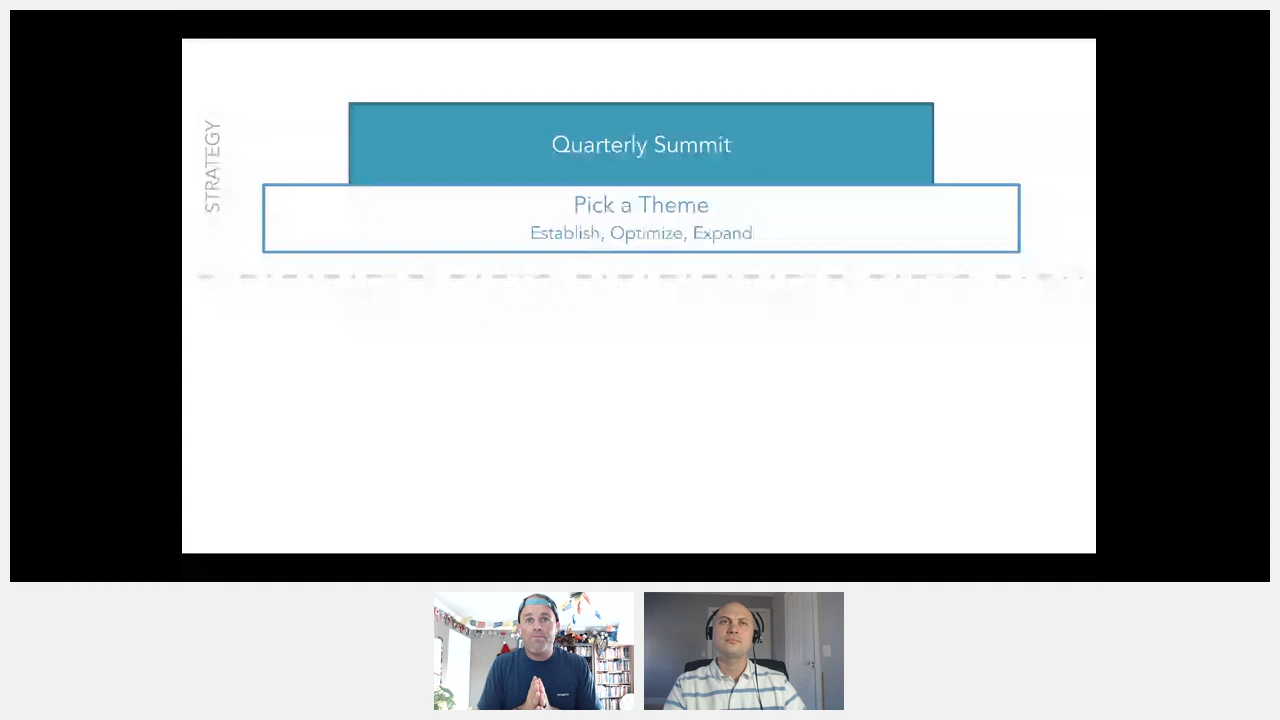 STRATEGY
Quarterly Summit
Pick a Theme
Establish, Optimize, Expand